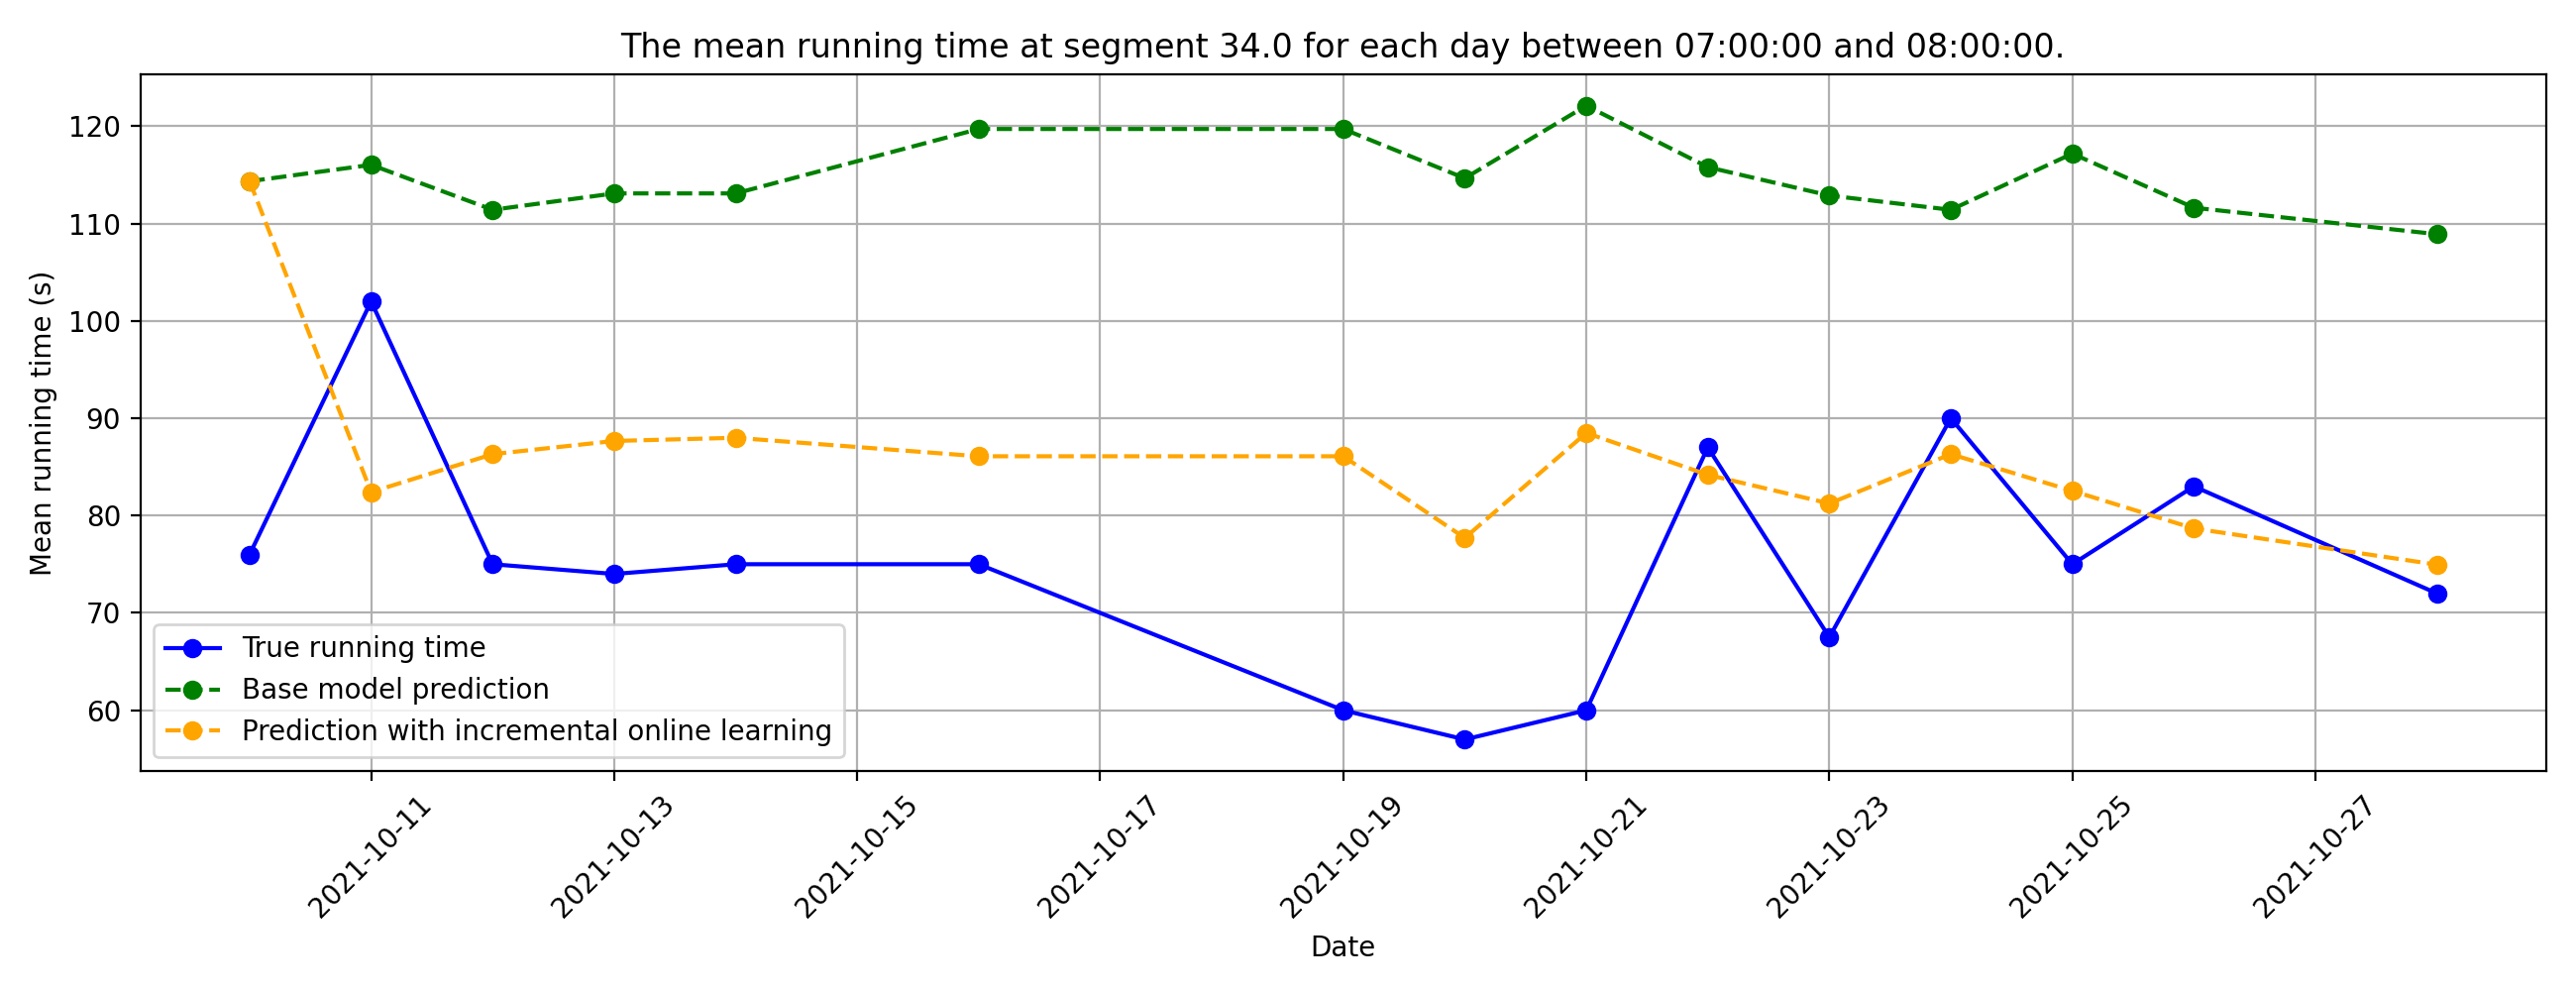 The mean running time at segment 34.0 for each day between 07:00:00 and 08:00:00.
Mean running time (s)
120
110
100
90
80
70
60
True running time
Base model prediction
Prediction with incremental online learning
2021-10-11
2021-10-13
2021-10-15
2021-10-17
2021-10-19
2021-10-21
2021-10-23
2021-10-25
2021-10-27
Date